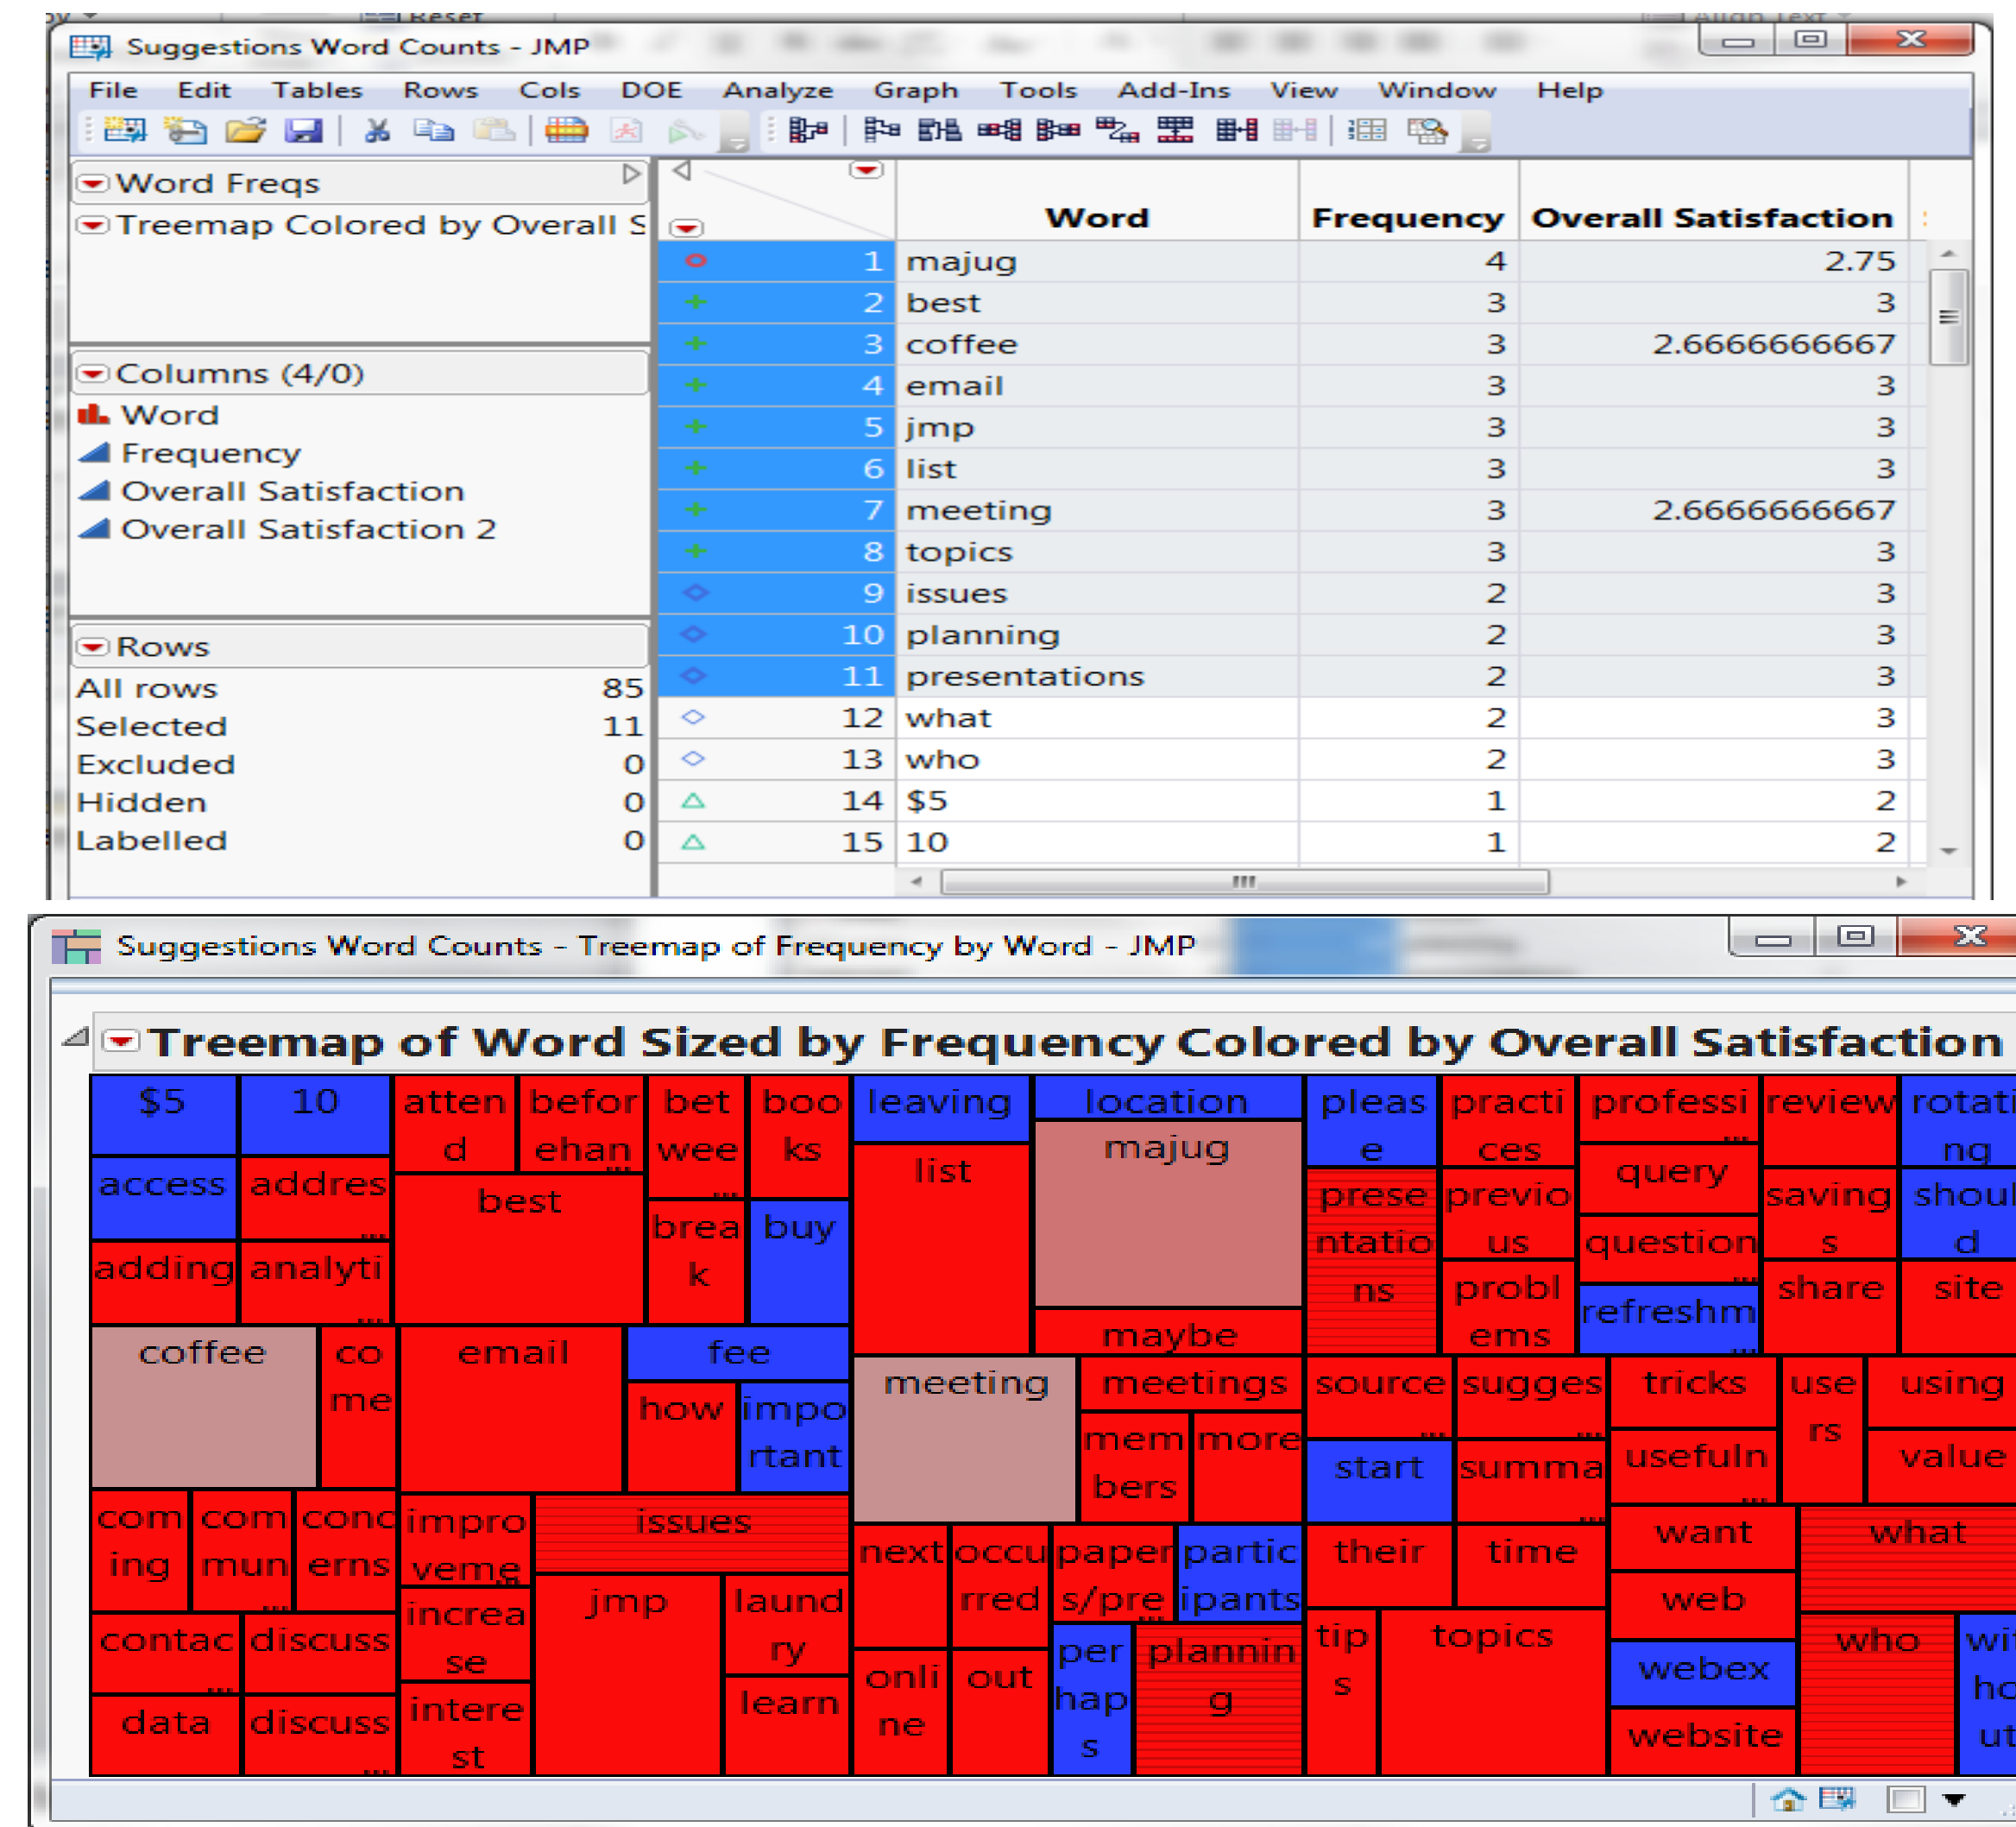 Reset
Align Text
Suggestions Word Counts - JMP
File Edit Tables Rows Cols DOE Analyze Graph Tools Add-Ins View Window Help
Word Freqs
Treemap Colored by Overall S
Columns (4/0)
Word
Frequency
Overall Satisfaction
Overall Satisfaction 2
Rows
All rows 85
Selected 11
Excluded 0
Hidden 0
Labelled 0
Word Frequency Overall Satisfaction
1 majug 4 2.75
2 best 3 3
3 coffee 3 2.6666666667
4 email 3 3
5 jmp 3 3
6 list 3 3
7 meeting 3 2.6666666667
8 topics 3 3
9 issues 2 3
10 planning 2 3
11 presentations 2 3
12 what 2 3
13 who 2 3
14 $5 1 2
15 10 1 2
Suggestions Word Counts - Treemap of Frequency by Word - JMP
Treemap of Word Sized by Frequency Colored by Overall Satisfaction
$5
10
access
addres
...
adding
analyti
...
atten
d
befor
ehan
...
bet
wee
...
boo
ks
best
brea
k
buy
coffee
co
me
email
fee
how
impo
rtant
com
ing
com
mun
...
conc
erns
contac
...
discuss
data
discuss
...
impro
veme
...
increa
se
intere
st
issues
jmp
laund
ry
learn
leaving
list
location
majug
maybe
meeting
meetings
mem
bers
more
next
occu
rred
paper
s/pre
...
partic
ipants
onli
ne
out
per
hap
s
plannin
g
pleas
e
prese
ntatio
ns
practi
ces
previo
us
probl
ems
professi
...
query
question
...
refreshm
...
review
saving
s
share
rotati
ng
shoul
d
site
source
...
sugges
...
start
summa
...
their
time
tip
s
topics
tricks
usefuln
...
use
rs
using
value
want
web
webex
website
what
who
wit
ho
ut